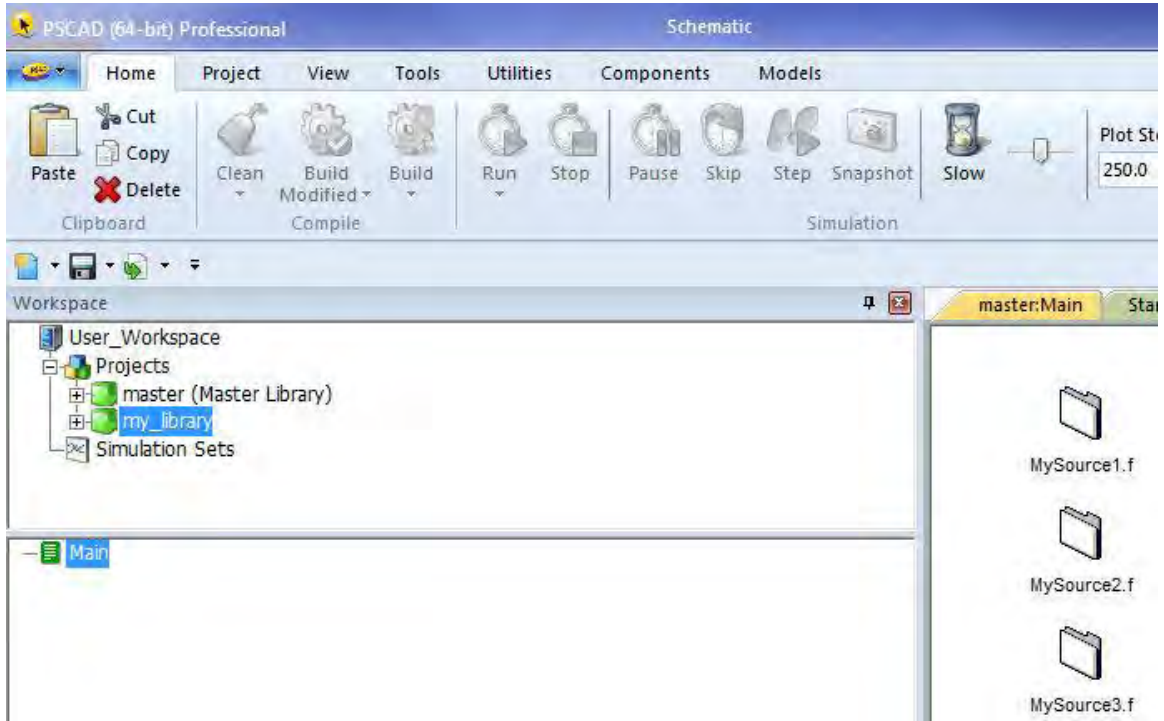 PSCAD (64-bit) Professional
Schematic
Home Project View Tools Utilities Components Models
Paste
Cut
Copy
Delete
Clean
Build Modified
Build
Run
Stop
Pause
Skip
Step
Snapshot
Slow
Plot
250.0
Clipboard
Compile
Simulation
Workspace
User_Workspace
Projects
master (Master Library)
my_library
Simulation Sets
Main
master:Main
MySource1.f
MySource2.f
MySource3.f